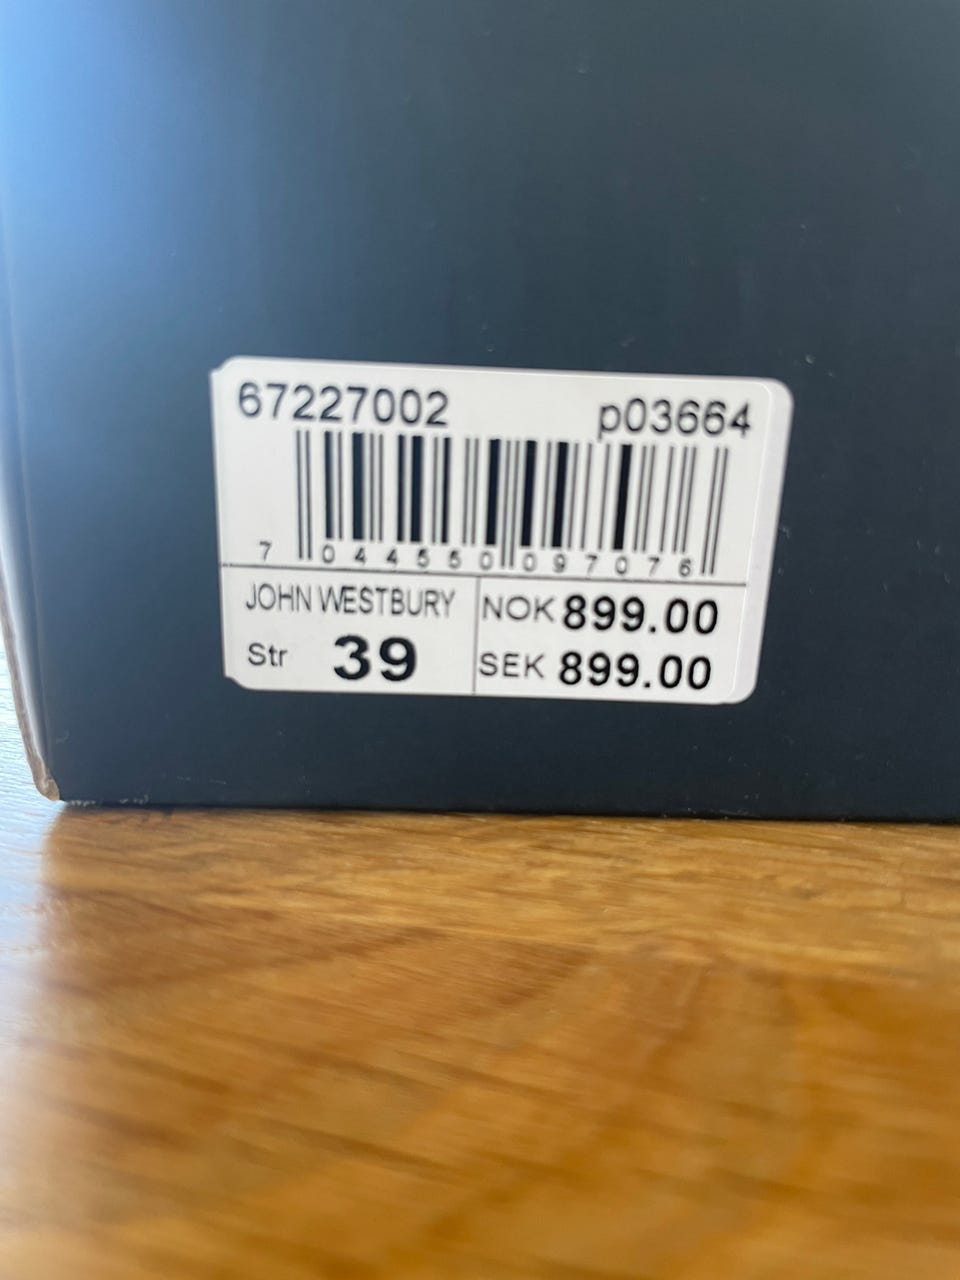 67227002 p03664
7 044550 097076
JOHN WESTBURY NOK 899.00
Str 39 SEK 899.00